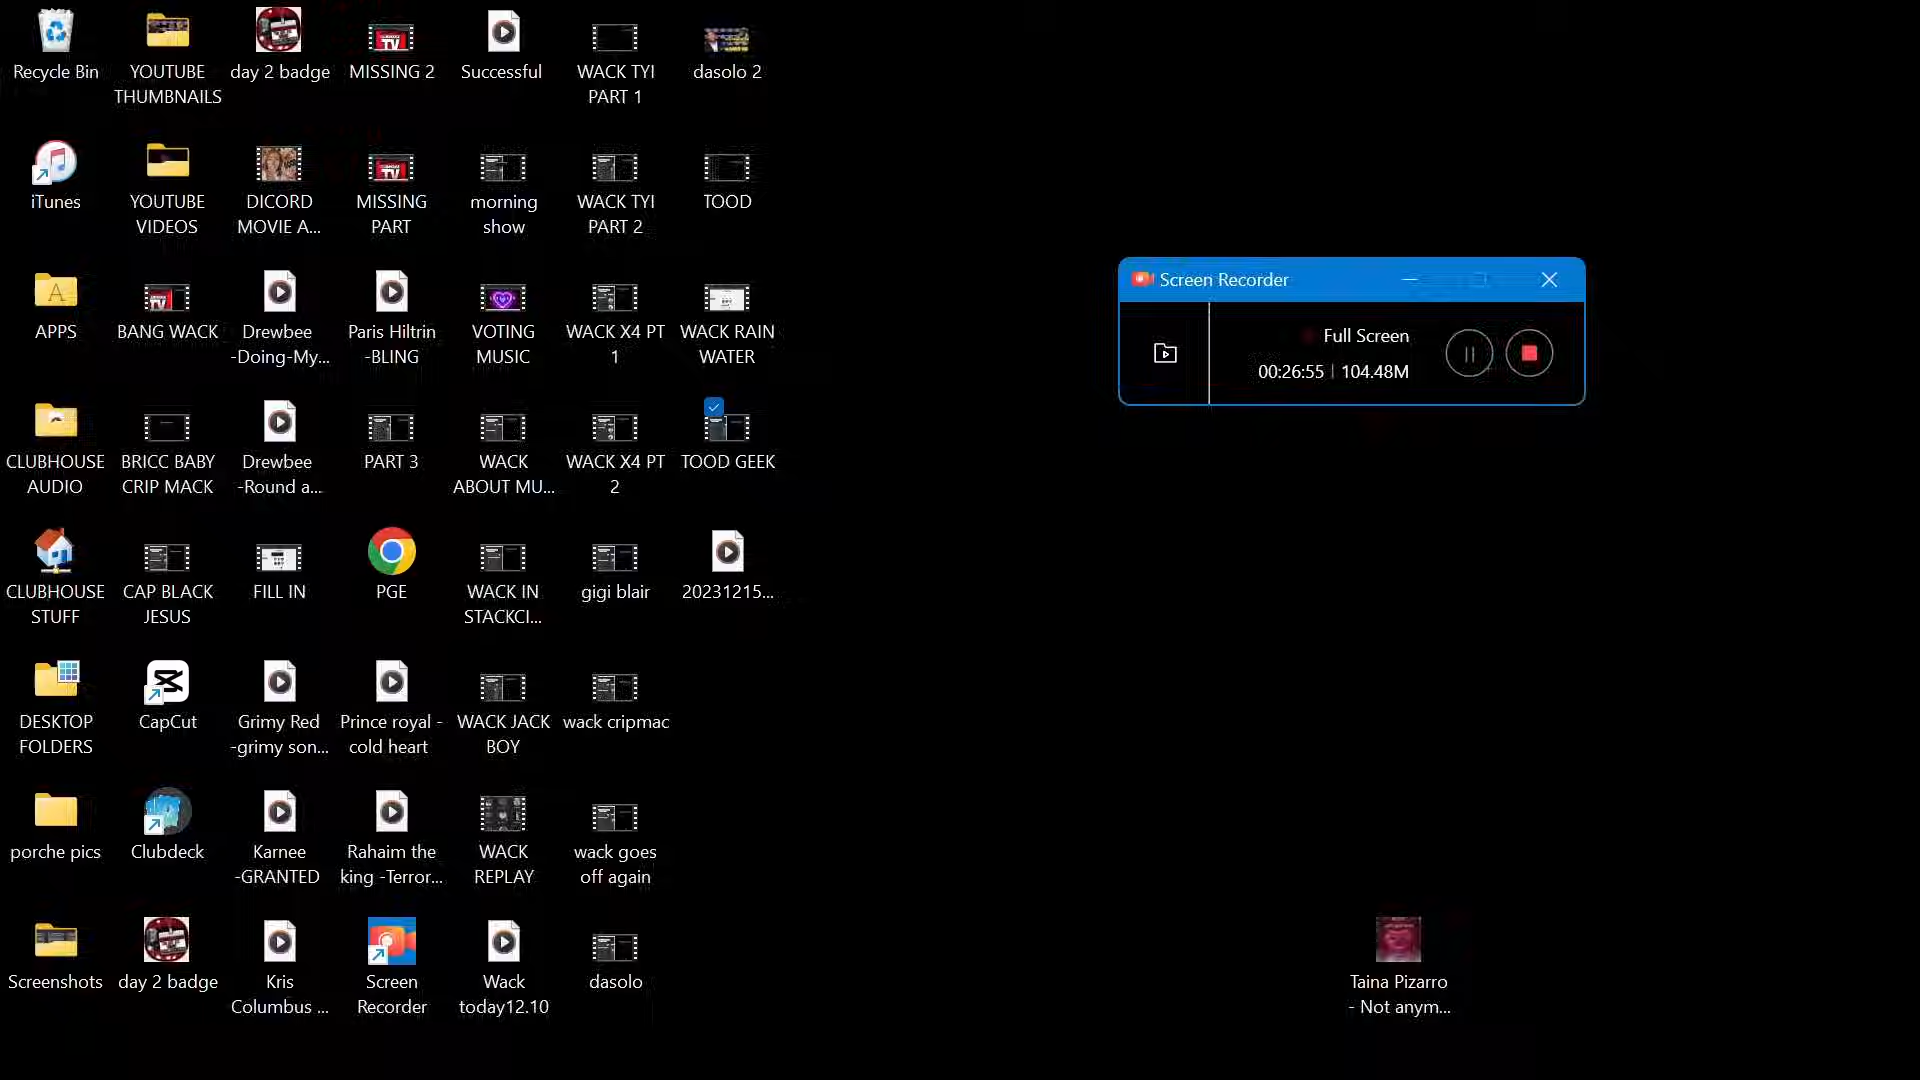 Recycle Bin
YOUTUBE
THUMBNAILS
day 2 badge
MISSING 2
Successful
WACK TYI
PART 1
dasolo 2
iTunes
YOUTUBE
VIDEOS
DICORD
MOVIE A...
MISSING
PART
morning
show
WACK TYI
PART 2
TOOD
APPS
BANG WACK
Drewbee
-Doing-My...
Paris Hiltrin
-BLING
VOTING
MUSIC
WACK X4 PT
1
WACK RAIN
WATER
CLUBHOUSE
AUDIO
BRICC BABY
CRIP MACK
Drewbee
-Round a...
PART 3
WACK
ABOUT MU...
WACK X4 PT
2
TOOD GEEK
CLUBHOUSE
STUFF
CAP BLACK
JESUS
FILL IN
PGE
WACK IN
STACKCI...
gigi blair
20231215...
DESKTOP
FOLDERS
CapCut
Grimy Red
-grimy son...
Prince royal -
cold heart
WACK JACK
BOY
wack cripmac
porche pics
Clubdeck
Karnee
-GRANTED
Rahaim the
king -Terror...
WACK
REPLAY
wack goes
off again
Screenshots
day 2 badge
Kris
Columbus ...
Screen
Recorder
Wack
today12.10
dasolo
Screen Recorder
Full Screen
00:26:55 | 104.48M
Taina Pizarro
- Not anym...